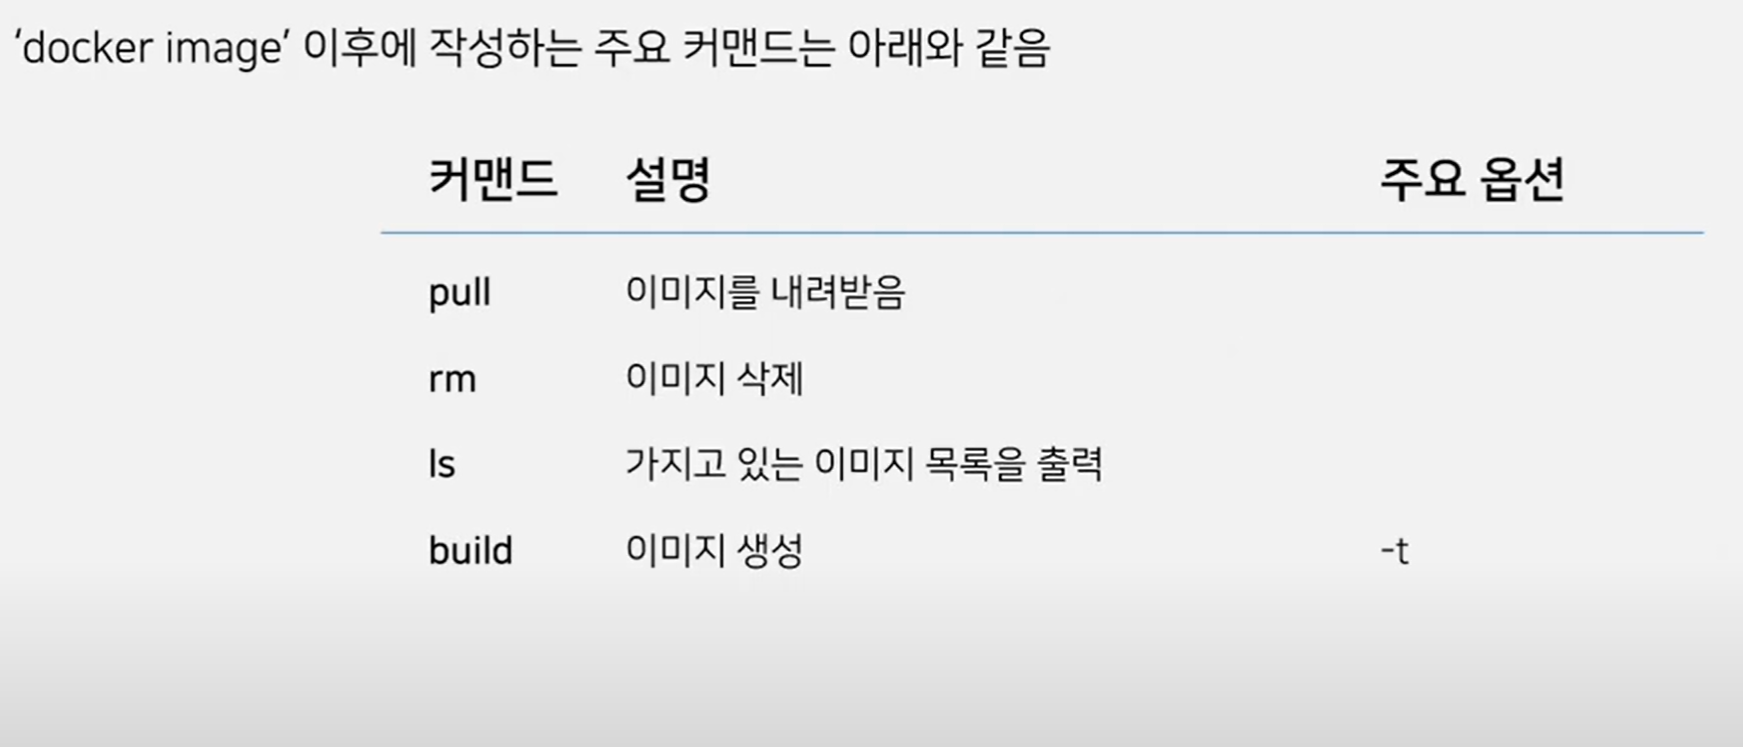 ‘docker image’ 이후에 작성하는 주요 커맨드는 아래와 같음
커맨드 설명 주요 옵션
pull 이미지를 내려받음
rm 이미지 삭제
ls 가지고 있는 이미지 목록을 출력
build 이미지 생성 -t